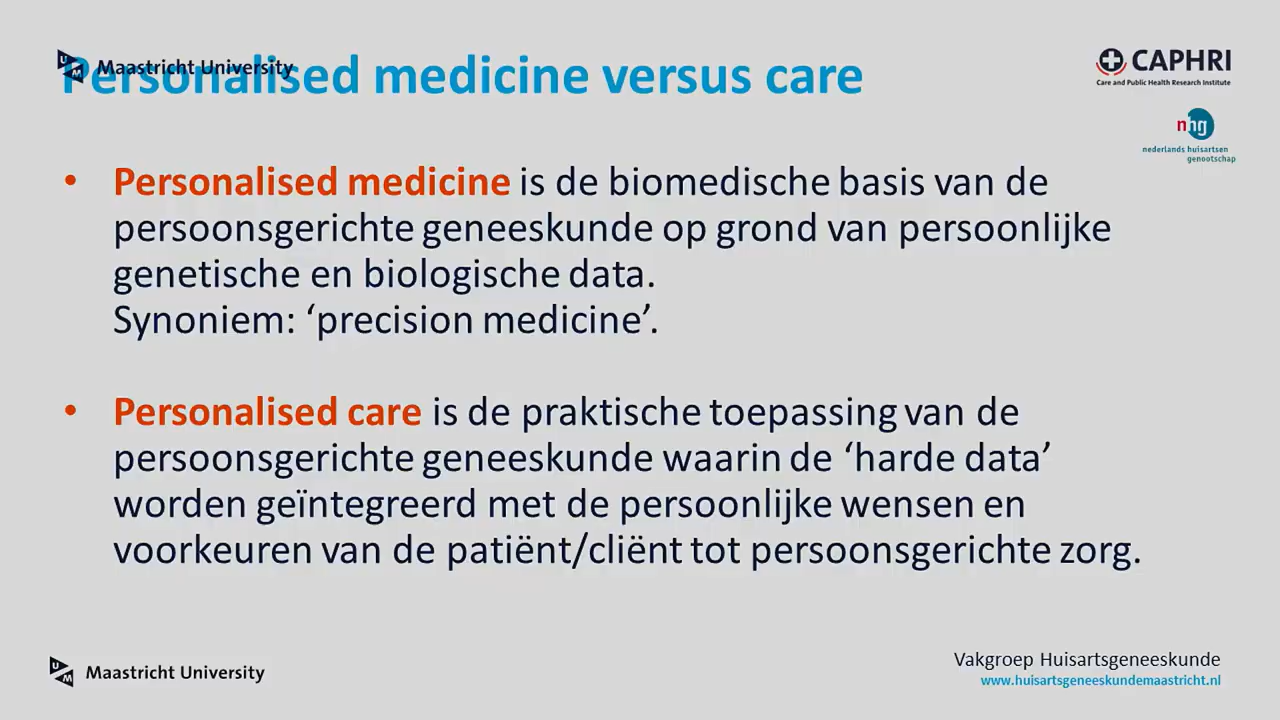 Personalised medicine versus care
Maastricht University
CAPHRI
Care and Public Health Research Institute
nhg
nederlands huisartsen
genootschap
• Personalised medicine is de biomedische basis van de
persoonsgerichte geneeskunde op grond van persoonlijke
genetische en biologische data.
Synoniem: ‘precision medicine’.
• Personalised care is de praktische toepassing van de
persoonsgerichte geneeskunde waarin de ‘harde data’
worden geïntegreerd met de persoonlijke wensen en
voorkeuren van de patiënt/cliënt tot persoonsgerichte zorg.
UM Maastricht University
Vakgroep Huisartsgeneeskunde
www.huisartsgeneeskundemaastricht.nl